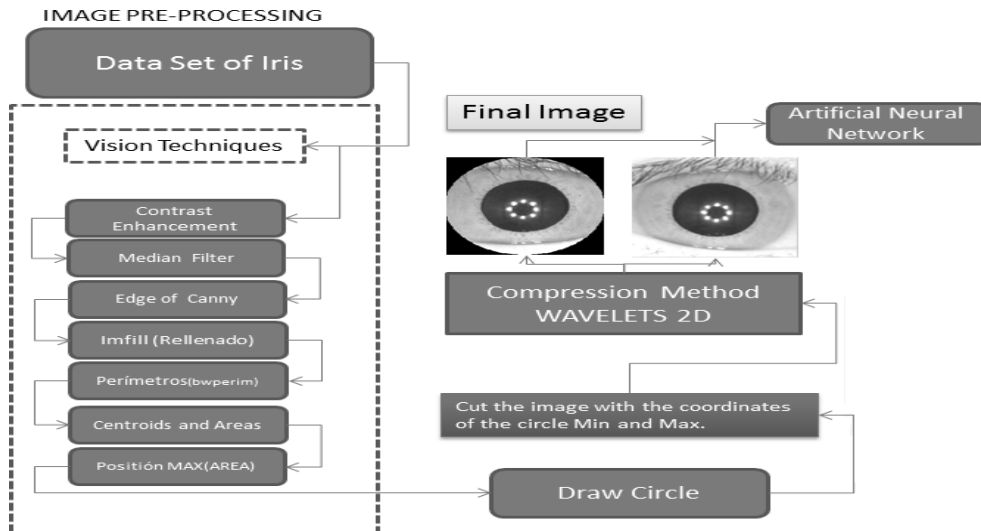 IMAGE PRE-PROCESSING
Data Set of Iris
Vision Techniques
Contrast
Enhancement
Median Filter
Edge of Canny
Imfill (Rellenado)
Perímetros(bwperim)
Centroids and Areas
Positión MAX(AREA)
Draw Circle
Cut the image with the coordinates
of the circle Min and Max.
Compression Method
WAVELETS 2D
Final Image
Artificial Neural
Network